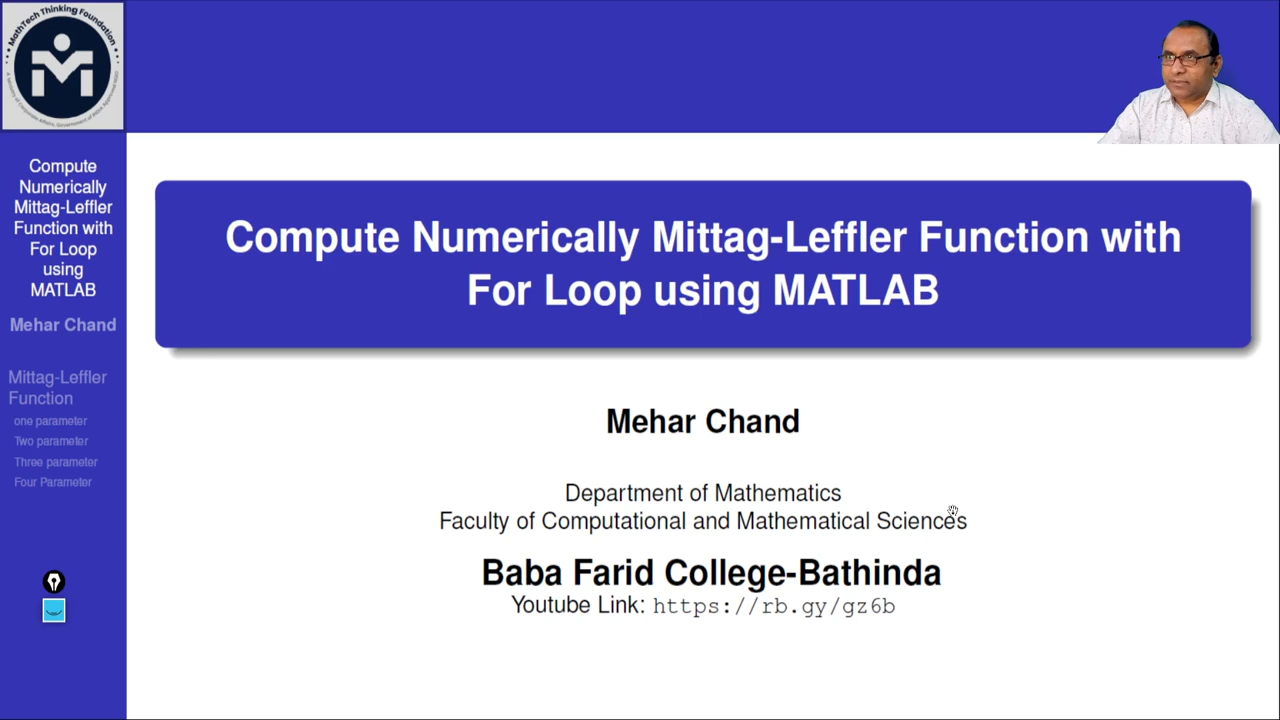 MathTech Thinking Foundation
Compute
Numerically
Mittag-Leffler
Function with
For Loop
using
MATLAB
Mehar Chand
Mittag-Leffler
Function
one parameter
Two parameter
Three parameter
Four Parameter
Compute Numerically Mittag-Leffler Function with
For Loop using MATLAB
Mehar Chand
Department of Mathematics
Faculty of Computational and Mathematical Sciences
Baba Farid College-Bathinda
Youtube Link: https://rb.gy/gz6b